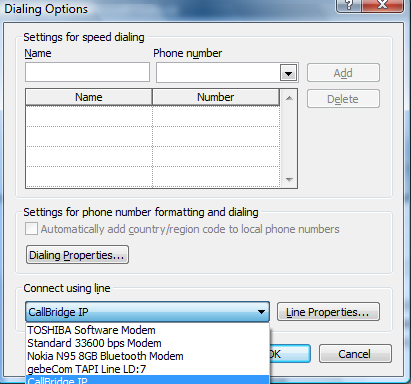 Dialing Options
?
Settings for speed dialing
Name Phone number
Add
Name Number
Delete
Settings for phone number formatting and dialing
Automatically add country/region code to local phone numbers
Dialing Properties...
Connect using line
CallBridge IP Line Properties...
TOSHIBA Software Modem
Standard 33600 bps Modem
Nokia N95 8GB Bluetooth Modem
gebeCom TAPI Line LD:7
CallBridge IP
OK Cancel